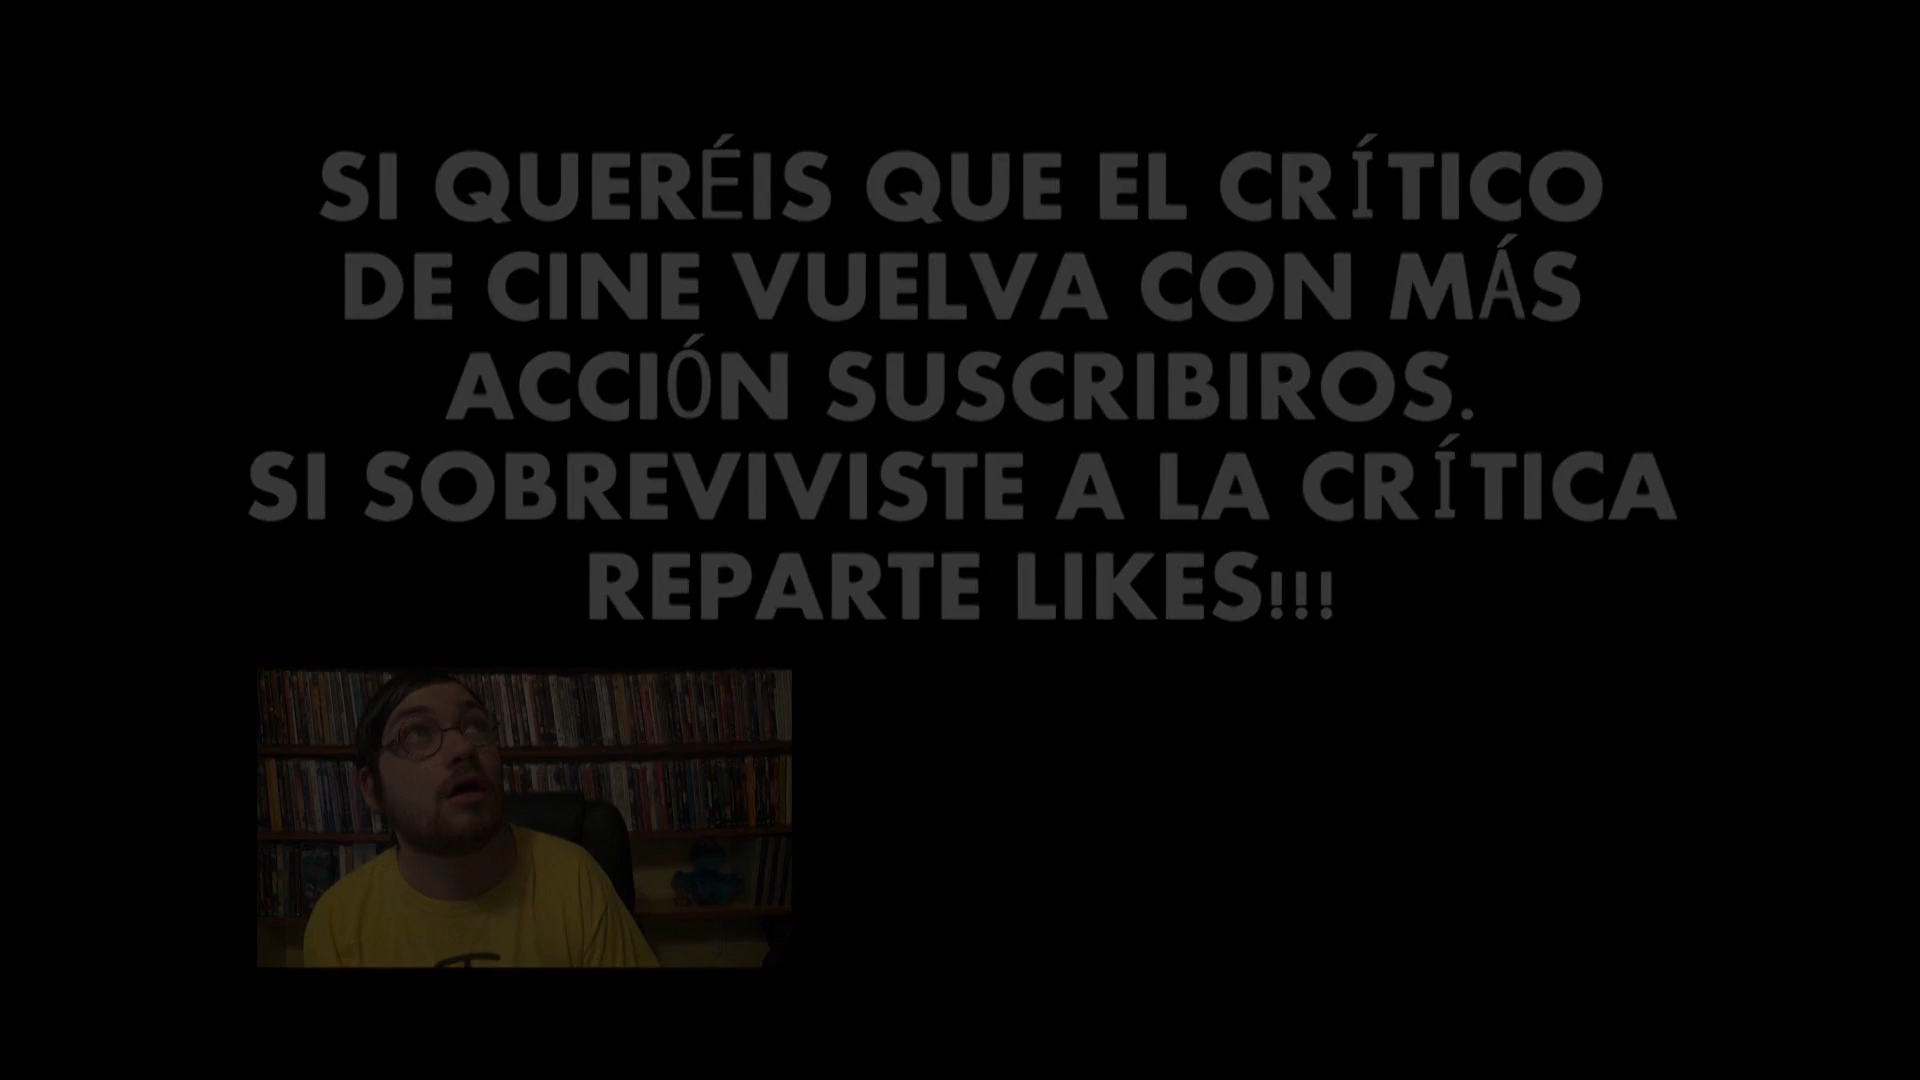 SI QUERÉIS QUE EL CRÍTICO
DE CINE VUELVA CON MÁS
ACCIÓN SUSCRIBIROS.
SI SOBREVIVISTE A LA CRÍTICA
REPARTE LIKES!!!